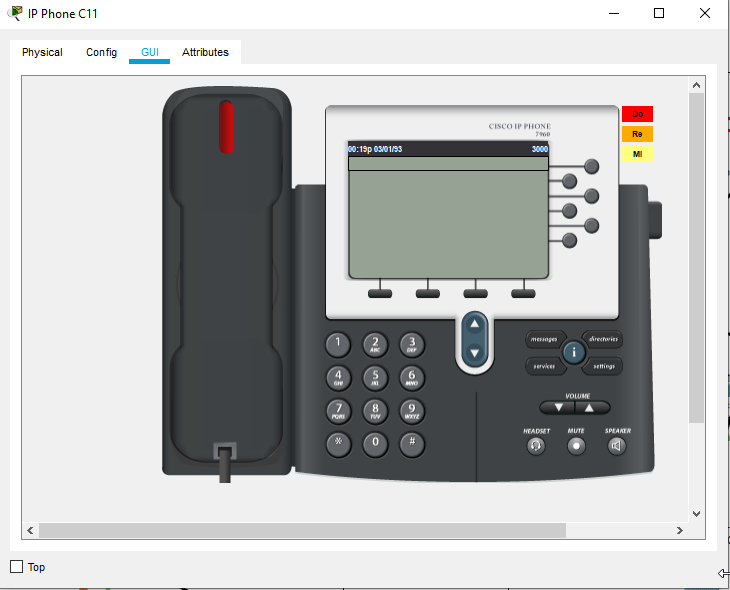 IP Phone C11
Physical Config GUI Attributes
CISCO IP PHONE
7960
Do
Re
Mi
00:19p 03/01/93 3000
1
2 ABC
3 DEF
4 GHI
5 JKL
6 MNO
7 PQRS
8 TUV
9 WXYZ
*
0
#
messages directories
i
services settings
VOLUME
HEADSET MUTE SPEAKER
Top